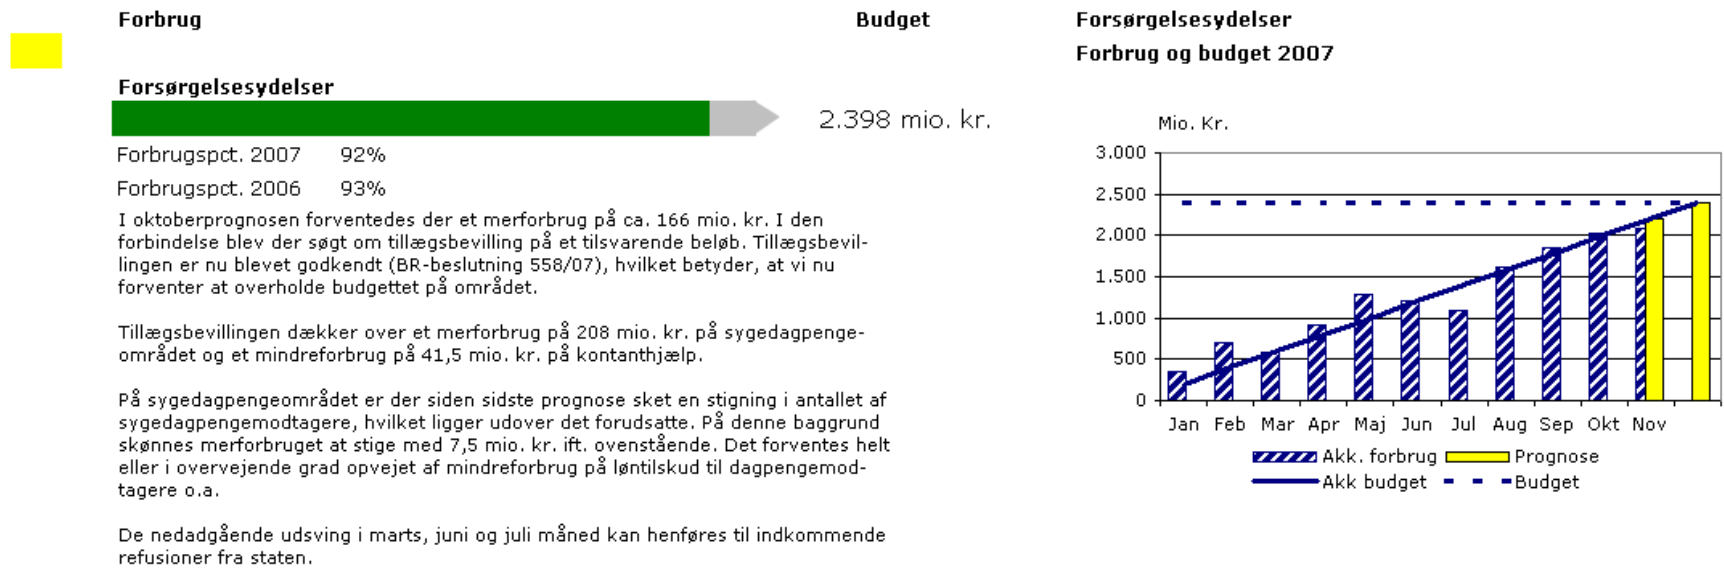 Forbrug
Budget
Forsørgelsesydelser
2.398 mio. kr.
Forbrugspct. 2007 92%
Forbrugspct. 2006 93%
I oktoberprognosen forventedes der et merforbrug på ca. 166 mio. kr. I den
forbindelse blev der søgt om tillægsbevilling på et tilsvarende beløb. Tillægsbevil-
lingen er nu blevet godkendt (BR-beslutning 558/07), hvilket betyder, at vi nu
forventer at overholde budgettet på området.
Tillægsbevillingen dækker over et merforbrug på 208 mio. kr. på sygedagpenge-
området og et mindreforbrug på 41,5 mio. kr. på kontanthjælp.
På sygedagpengeområdet er der siden sidste prognose sket en stigning i antallet af
sygedagpengemodtagere, hvilket ligger udover det forudsatte. På denne baggrund
skønnes merforbruget at stige med 7,5 mio. kr. ift. ovenstående. Det forventes helt
eller i overvejende grad opvejet af mindreforbrug på løntilskud til dagpengemod-
tagere o.a.
De nedadgående udsving i marts, juni og juli måned kan henføres til indkommende
refusioner fra staten.
Forsørgelsesydelser
Forbrug og budget 2007
Mio. Kr.
3.000
2.500
2.000
1.500
1.000
500
0
Jan Feb Mar Apr Maj Jun Jul Aug Sep Okt Nov
Akk. forbrug Prognose
Akk budget Budget